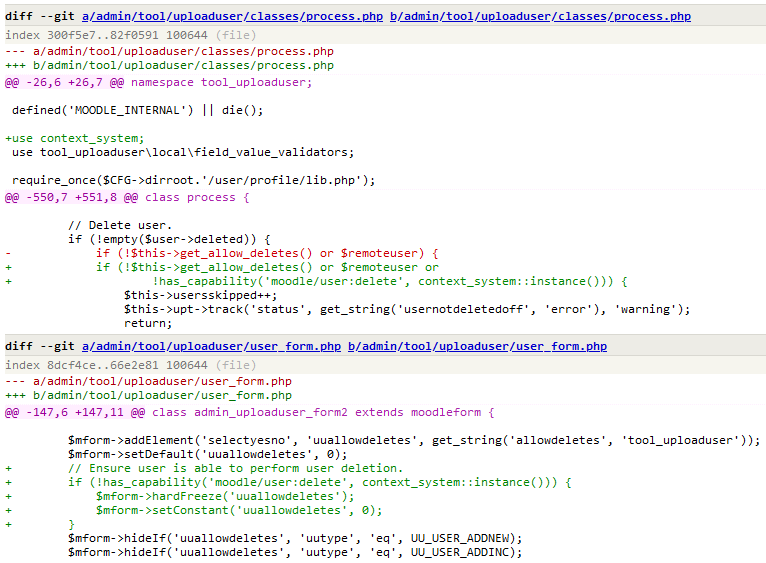 diff --git a/admin/tool/uploaduser/classes/process.php b/admin/tool/uploaduser/classes/process.php
index 300f5e7..82f0591 100644 (file)
--- a/admin/tool/uploaduser/classes/process.php
+++ b/admin/tool/uploaduser/classes/process.php
@@ -26,6 +26,7 @@ namespace tool_uploaduser;
defined('MOODLE_INTERNAL') || die();
+use context_system;
use tool_uploaduser\local\field_value_validators;
require_once($CFG->dirroot.'/user/profile/lib.php');
@@ -550,7 +551,8 @@ class process {
// Delete user.
if (!empty($user->deleted)) {
- if (!$this->get_allow_deletes() or $remoteuser) {
+ if (!$this->get_allow_deletes() or $remoteuser or
+ !has_capability('moodle/user:delete', context_system::instance())) {
$this->usersskipped++;
$this->upt->track('status', get_string('usernotdeletedoff', 'error'), 'warning');
return;
diff --git a/admin/tool/uploaduser/user_form.php b/admin/tool/uploaduser/user_form.php
index 8dcf4ce..66e2e81 100644 (file)
--- a/admin/tool/uploaduser/user_form.php
+++ b/admin/tool/uploaduser/user_form.php
@@ -147,6 +147,11 @@ class admin_uploaduser_form2 extends moodleform {
$mform->addElement('selectyesno', 'uuallowdeletes', get_string('allowdeletes', 'tool_uploaduser'));
$mform->setDefault('uuallowdeletes', 0);
+ // Ensure user is able to perform user deletion.
+ if (!has_capability('moodle/user:delete', context_system::instance())) {
+ $mform->hardFreeze('uuallowdeletes');
+ $mform->setConstant('uuallowdeletes', 0);
+ }
$mform->hideIf('uuallowdeletes', 'uutype', 'eq', UU_USER_ADDNEW);
$mform->hideIf('uuallowdeletes', 'uutype', 'eq', UU_USER_ADDINC);